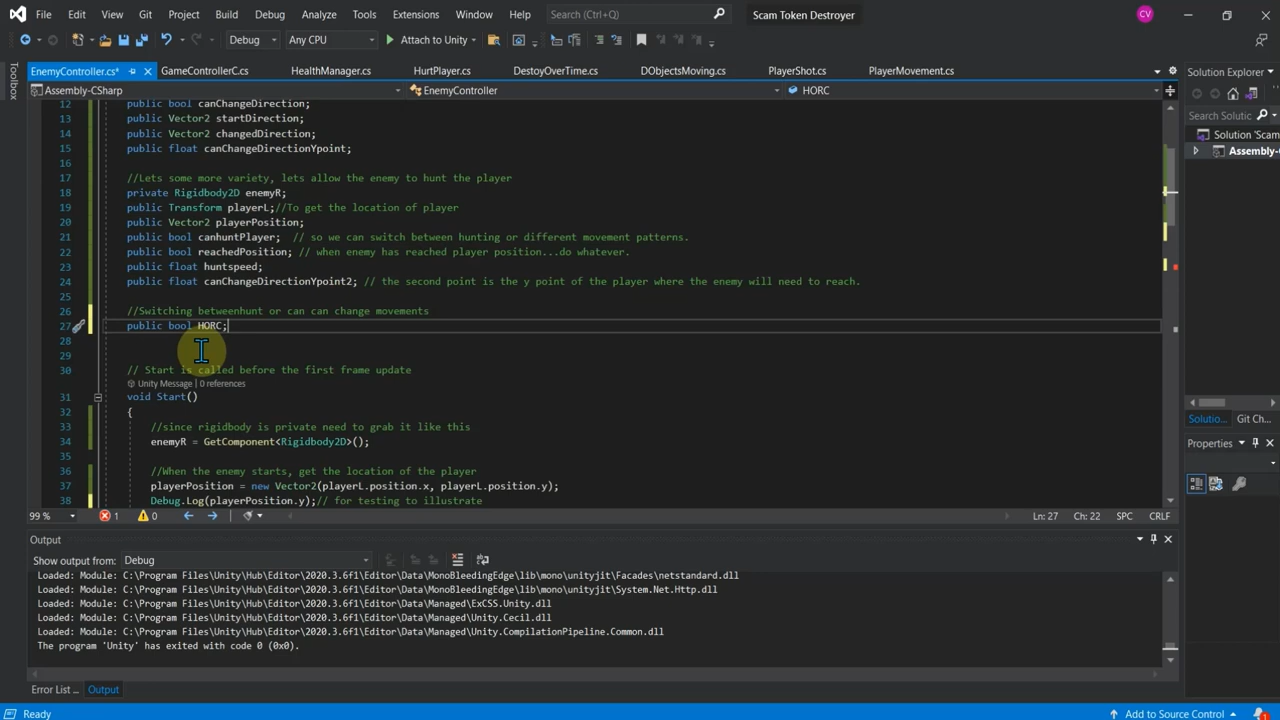 File Edit View Git Project Build Debug Analyze Tools Extensions Window Help Search (Ctrl+Q) Scam Token Destroyer CV
Debug Any CPU Attach to Unity
EnemyController.cs* GameControllerC.cs HealthManager.cs HurtPlayer.cs DestoyOverTime.cs DObjectsMoving.cs PlayerShot.cs PlayerMovement.cs Solution Explorer
Toolbox
Assembly-CSharp EnemyController HORC
12 public bool canChangeDirection;
13 public Vector2 startDirection;
14 public Vector2 changedDirection;
15 public float canChangeDirectionYpoint;
16
17 //Lets some more variety, lets allow the enemy to hunt the player
18 private Rigidbody2D enemyR;
19 public Transform playerL;//To get the location of player
20 public Vector2 playerPosition;
21 public bool canhuntPlayer; // so we can switch between hunting or different movement patterns.
22 public bool reachedPosition; // when enemy has reached player position...do whatever.
23 public float huntspeed;
24 public float canChangeDirectionYpoint2; // the second point is the y point of the player where the enemy will need to reach.
25
26 //Switching betweenhunt or can can change movements
27 public bool HORC;
28
29
30 // Start is called before the first frame update
Unity Message | 0 references
31 void Start()
32 {
33 //since rigidbody is private need to grab it like this
34 enemyR = GetComponent<Rigidbody2D>();
35
36 //When the enemy starts, get the location of the player
37 playerPosition = new Vector2(playerL.position.x, playerL.position.y);
38 Debug.Log(playerPosition.y);// for testing to illustrate
99 % 1 0 Ln: 27 Ch: 22 SPC CRLF
Search Solutic
Solution 'Scam
Assembly-C
Solutio... Git Ch...
Properties
Output
Show output from: Debug
Loaded: Module: C:\Program Files\Unity\Hub\Editor\2020.3.6f1\Editor\Data\MonoBleedingEdge\lib\mono\unityjit\Facades\netstandard.dll
Loaded: Module: C:\Program Files\Unity\Hub\Editor\2020.3.6f1\Editor\Data\MonoBleedingEdge\lib\mono\unityjit\System.Net.Http.dll
Loaded: Module: C:\Program Files\Unity\Hub\Editor\2020.3.6f1\Editor\Data\Managed\ExCSS.Unity.dll
Loaded: Module: C:\Program Files\Unity\Hub\Editor\2020.3.6f1\Editor\Data\Managed\Unity.Cecil.dll
Loaded: Module: C:\Program Files\Unity\Hub\Editor\2020.3.6f1\Editor\Data\Managed\Unity.CompilationPipeline.Common.dll
The program 'Unity' has exited with code 0 (0x0).
Error List ... Output
Ready Add to Source Control 1